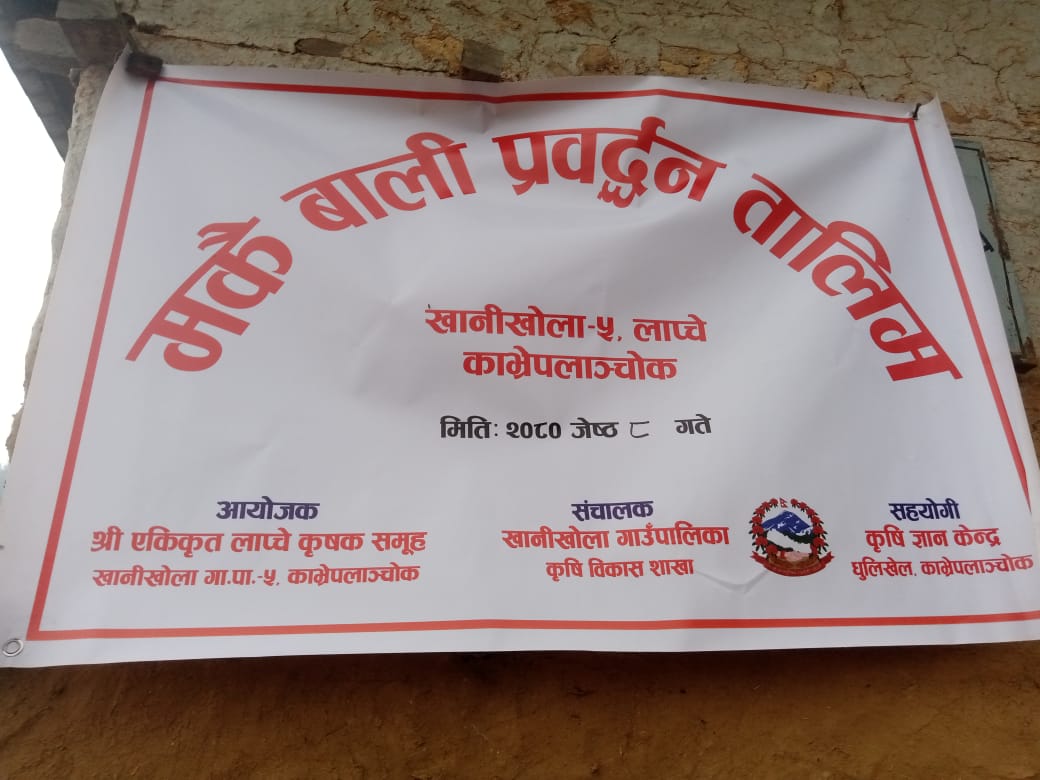 मकै बाली प्रवर्द्धन तालिम
खानीखोला-५, लाप्चे
काभ्रेपलाञ्चोक
मितिः २०८० जेष्ठ ८ गते
आयोजक
श्री एकिकृत लाप्चे कृषक समूह
खानीखोला गा.पा.-५, काभ्रेपलाञ्चोक
संचालक
खानीखोला गाउँपालिका
कृषि विकास शाखा
सहयोगी
कृषि ज्ञान केन्द्र
धुलिखेल, काभ्रेपलाञ्चोक